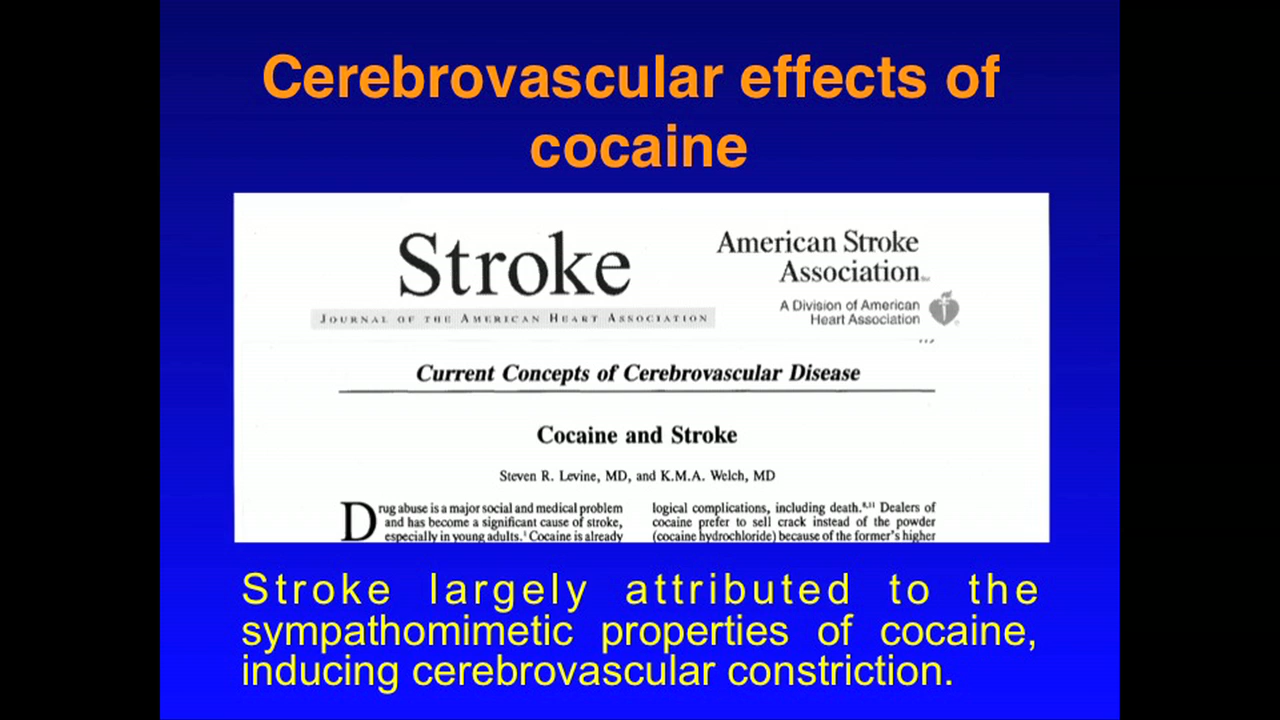 Cerebrovascular effects of
cocaine
Stroke
JOURNAL OF THE AMERICAN HEART ASSOCIATION
American Stroke
Association
A Division of American
Heart Association
Current Concepts of Cerebrovascular Disease
Cocaine and Stroke
Steven R. Levine, MD, and K.M.A. Welch, MD
Drug abuse is a major social and medical problem
and has become a significant cause of stroke,
especially in young adults.¹ Cocaine is already
logical complications, including death.⁸,¹¹ Dealers of
cocaine prefer to sell crack instead of the powder
(cocaine hydrochloride) because of the former's higher
Stroke largely attributed to the
sympathomimetic properties of cocaine,
inducing cerebrovascular constriction.